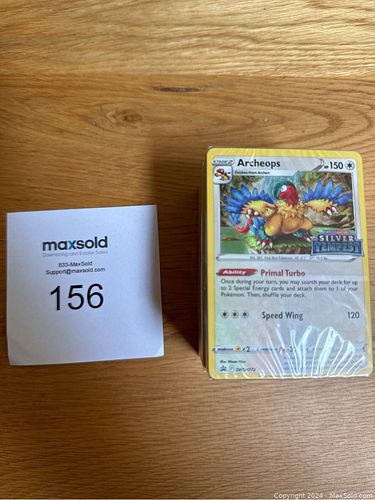 maxsold
Downsizing and Estate Sales
833-MaxSold
Support@maxsold.com
156
STAGE 2
Archeops
HP 150
Evolves from Archen
SILVER
TEMPEST
Ability Primal Turbo
Once during your turn, you may search your deck for up
to 2 Special Energy cards and attach them to 1 of your
Pokémon. Then, shuffle your deck.
Speed Wing 120
weakness ×2
SWSH272
Copyright © 2024 - MaxSold.com